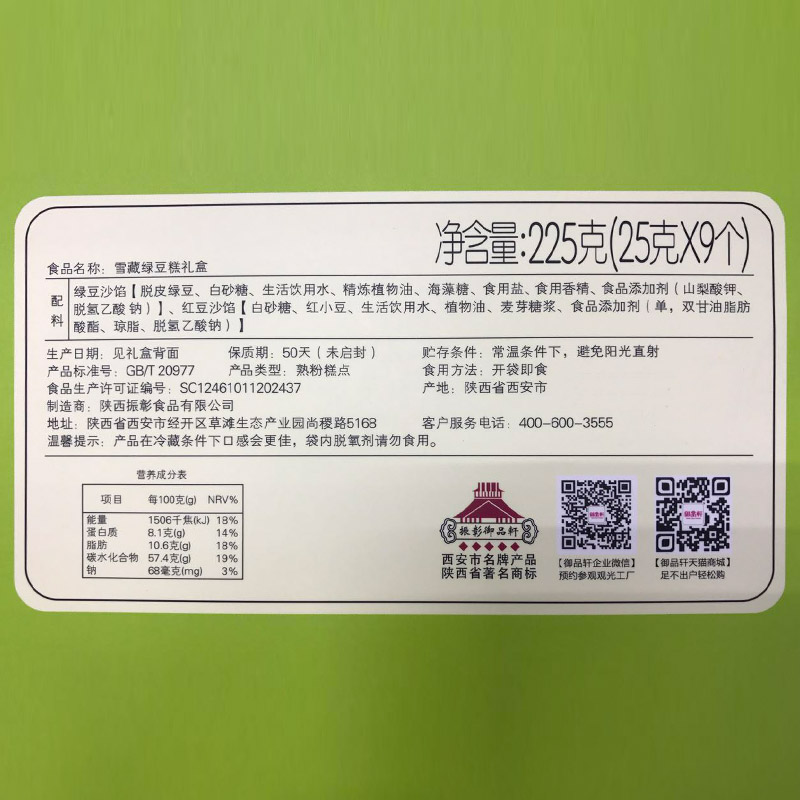 净含量:225克(25克X9个)
食品名称：雪藏绿豆糕礼盒
配料
绿豆沙馅【脱皮绿豆、白砂糖、生活饮用水、精炼植物油、海藻糖、食用盐、食用香精、食品添加剂（山梨酸钾、
脱氢乙酸钠）】、红豆沙馅【白砂糖、红小豆、生活饮用水、植物油、麦芽糖浆、食品添加剂（单，双甘油脂肪
酸酯、琼脂、脱氢乙酸钠）】
生产日期：见礼盒背面 保质期：50天（未启封） 贮存条件：常温条件下，避免阳光直射
产品标准号：GB/T 20977 产品类型：熟粉糕点 食用方法：开袋即食
食品生产许可证编号：SC12461011202437 产地：陕西省西安市
制造商：陕西振彰食品有限公司
地址：陕西省西安市经开区草滩生态产业园尚稷路5168 客户服务电话：400-600-3555
温馨提示：产品在冷藏条件下口感会更佳，袋内脱氧剂请勿食用。
营养成分表
项目 每100克(g) NRV%
能量 1506千焦(kJ) 18%
蛋白质 8.1克(g) 14%
脂肪 10.6克(g) 18%
碳水化合物 57.4克(g) 19%
钠 68毫克(mg) 3%
振彰御品轩
西安市名牌产品
陕西省著名商标
御品轩
【御品轩企业微信】
预约参观观光工厂
御品轩
【御品轩天猫商城】
足不出户轻松购